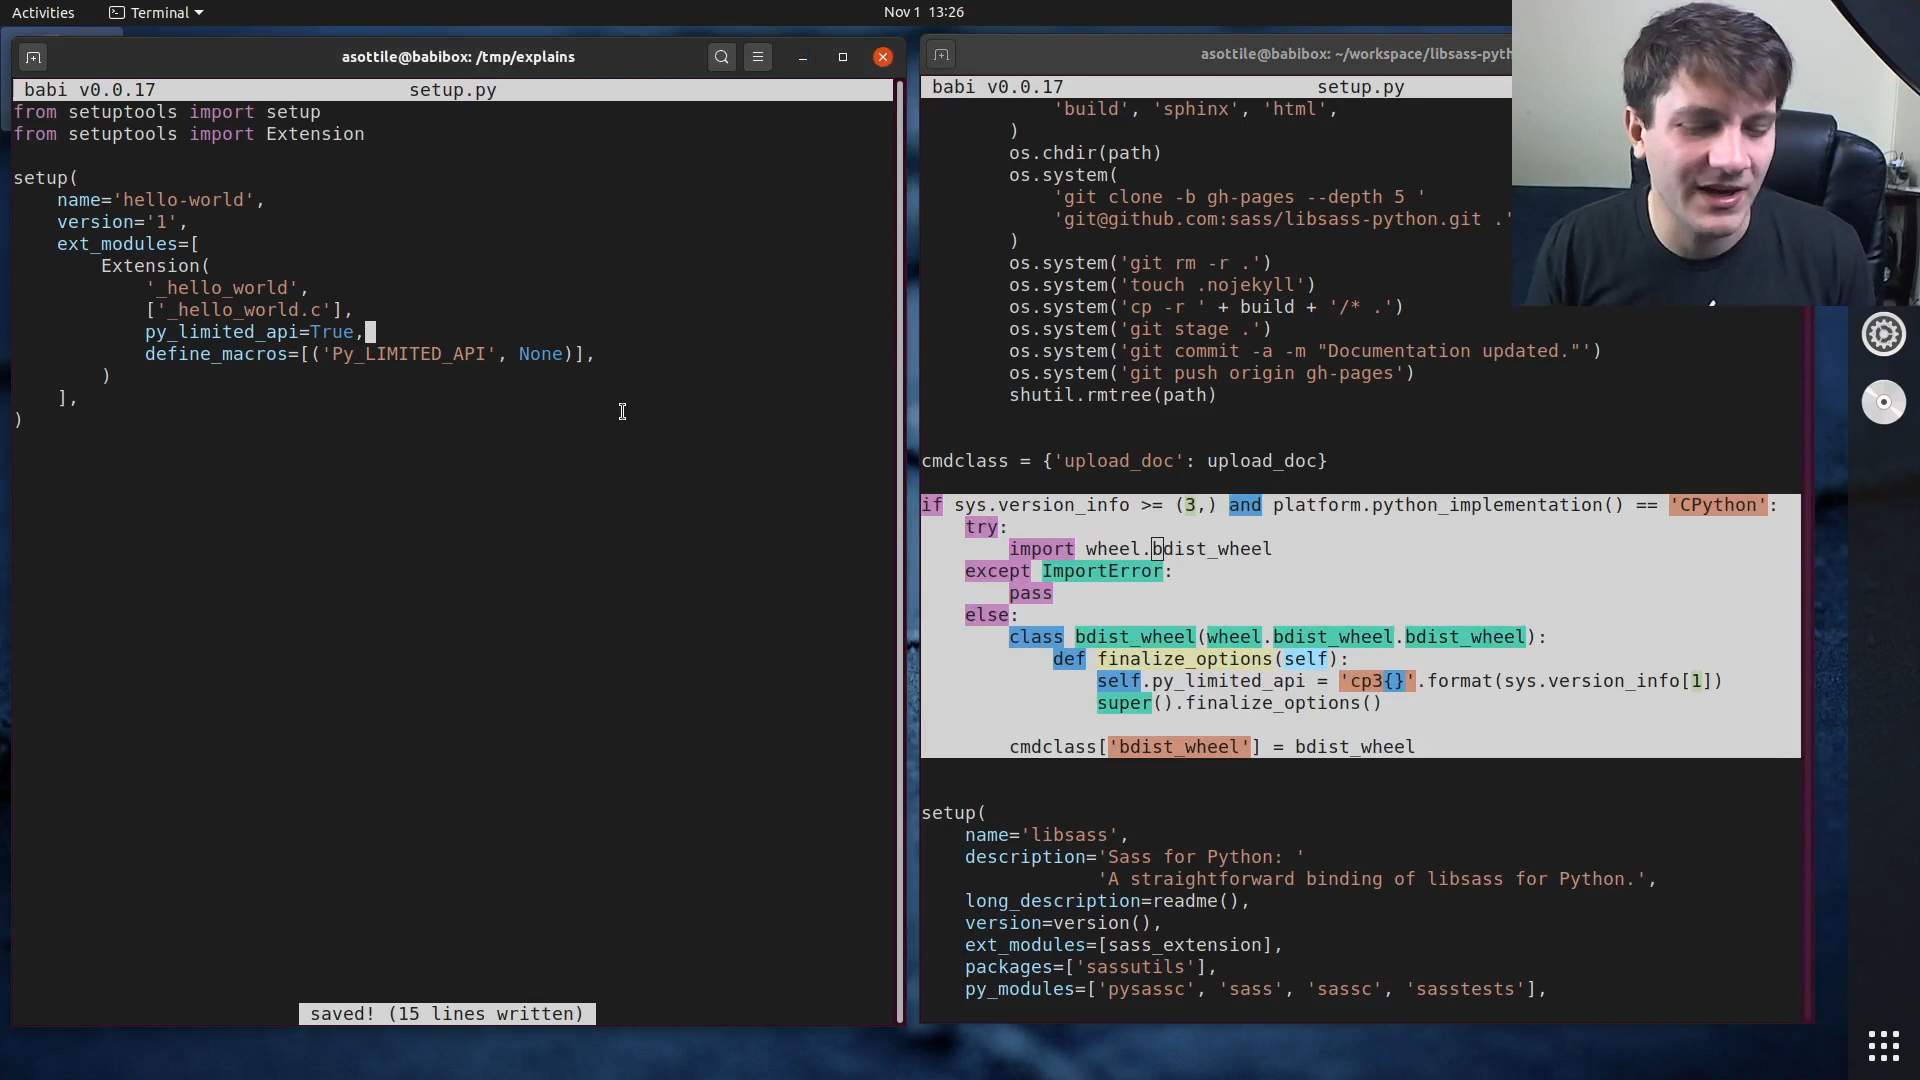 Activities
Terminal
Nov 1 13:26
asottile@babibox: /tmp/explains
babi v0.0.17 setup.py
from setuptools import setup
from setuptools import Extension
setup(
name='hello-world',
version='1',
ext_modules=[
Extension(
'_hello_world',
['_hello_world.c'],
py_limited_api=True,
define_macros=[('Py_LIMITED_API', None)],
)
],
)
saved! (15 lines written)
asottile@babibox: ~/workspace/libsass-pyth
babi v0.0.17 setup.py
'build', 'sphinx', 'html',
)
os.chdir(path)
os.system(
'git clone -b gh-pages --depth 5 '
'git@github.com:sass/libsass-python.git .'
)
os.system('git rm -r .')
os.system('touch .nojekyll')
os.system('cp -r ' + build + '/* .')
os.system('git stage .')
os.system('git commit -a -m "Documentation updated."')
os.system('git push origin gh-pages')
shutil.rmtree(path)
cmdclass = {'upload_doc': upload_doc}
if sys.version_info >= (3,) and platform.python_implementation() == 'CPython':
try:
import wheel.bdist_wheel
except ImportError:
pass
else:
class bdist_wheel(wheel.bdist_wheel.bdist_wheel):
def finalize_options(self):
self.py_limited_api = 'cp3{}'.format(sys.version_info[1])
super().finalize_options()
cmdclass['bdist_wheel'] = bdist_wheel
setup(
name='libsass',
description='Sass for Python: '
'A straightforward binding of libsass for Python.',
long_description=readme(),
version=version(),
ext_modules=[sass_extension],
packages=['sassutils'],
py_modules=['pysassc', 'sass', 'sassc', 'sasstests'],